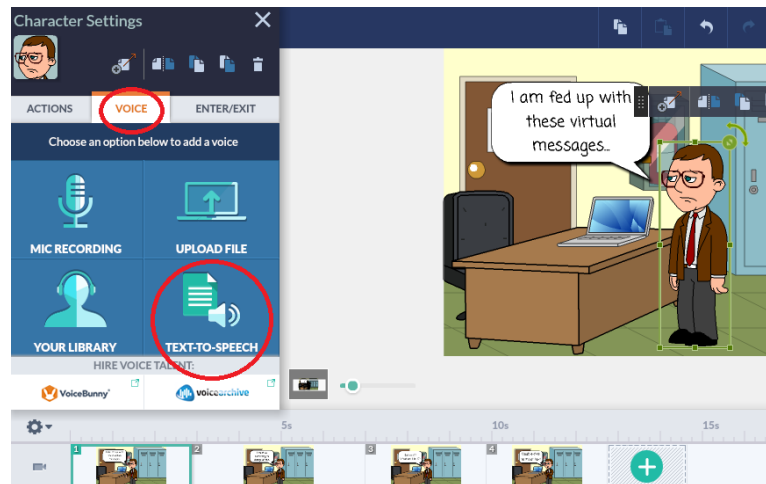 Character Settings
ACTIONS VOICE ENTER/EXIT
Choose an option below to add a voice
MIC RECORDING UPLOAD FILE
YOUR LIBRARY TEXT-TO-SPEECH
HIRE VOICE TALENT:
VoiceBunny voicearchive
I am fed up with
these virtual
messages...
5s 10s 15s
1 2 3 4